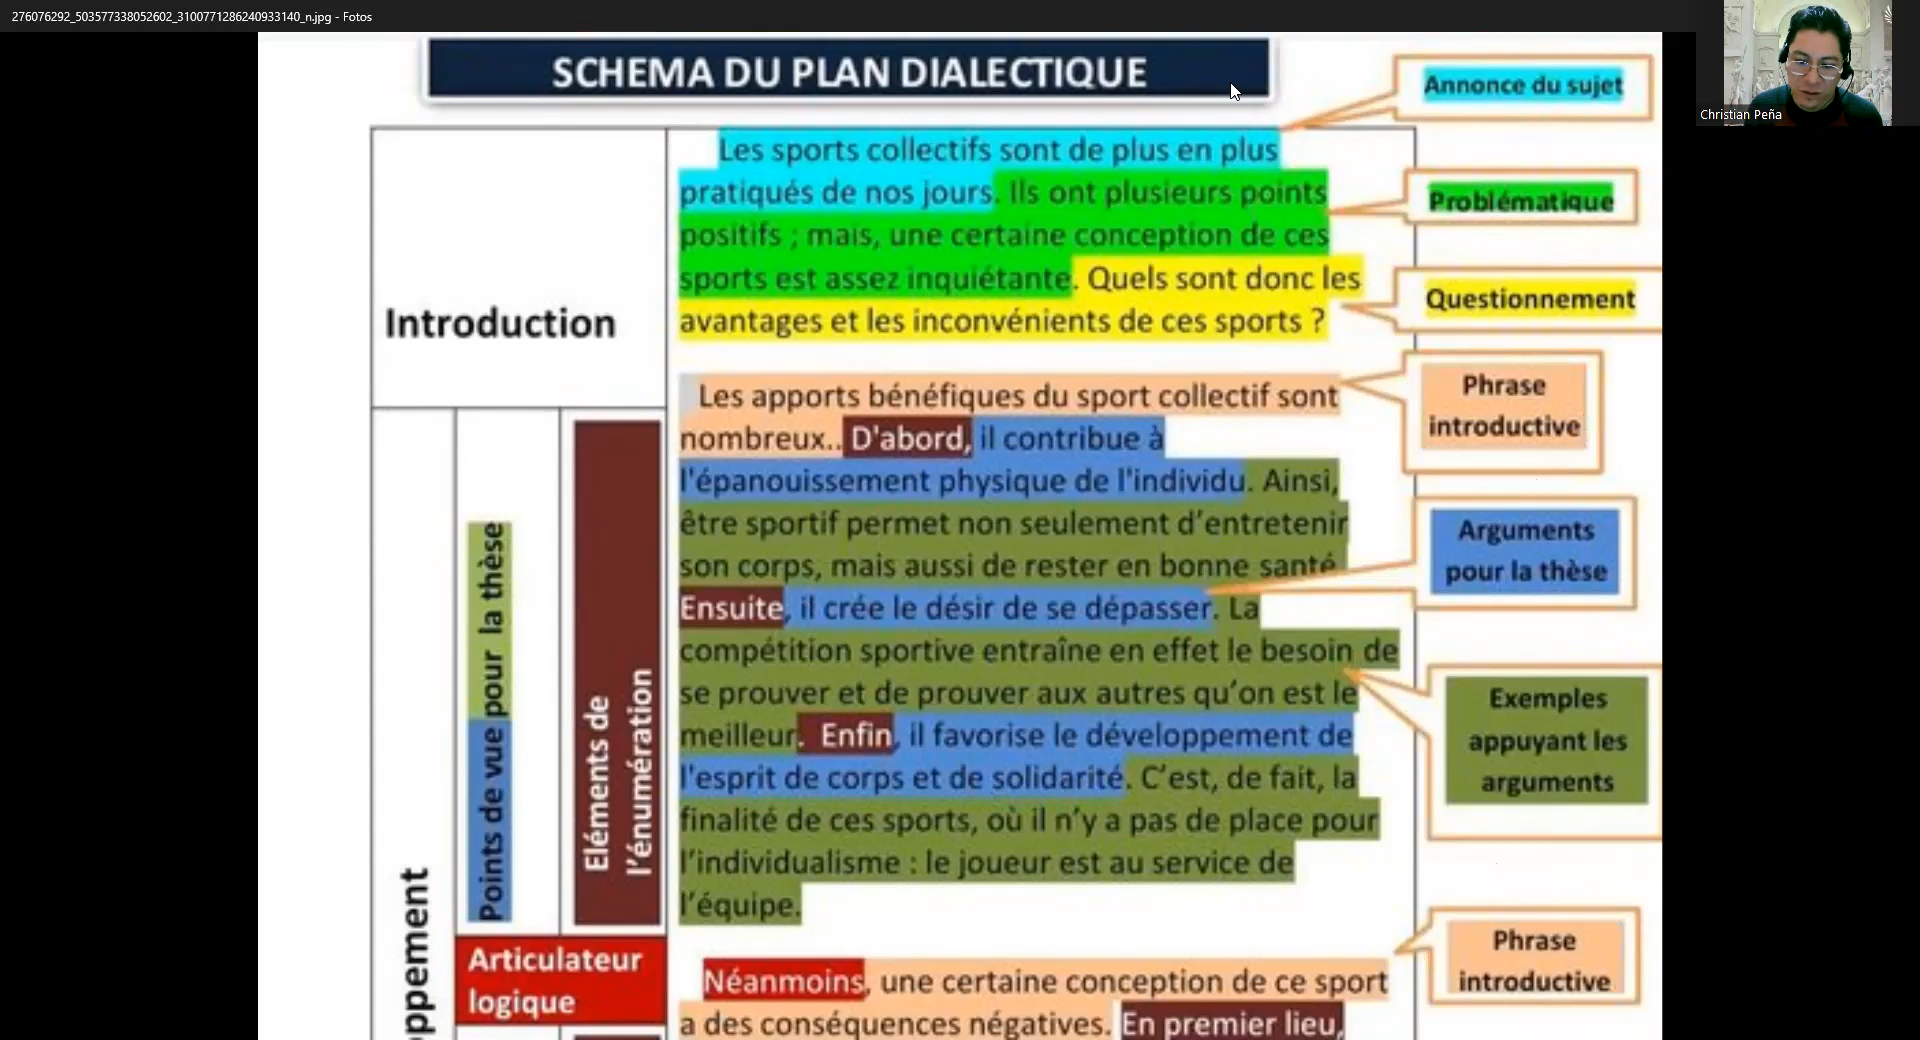 276076292_503577338052602_3100771286240933140_n.jpg - Fotos
Christian Peña
SCHEMA DU PLAN DIALECTIQUE
Annonce du sujet
Introduction
Les sports collectifs sont de plus en plus
pratiqués de nos jours. Ils ont plusieurs points
positifs ; mais, une certaine conception de ces
sports est assez inquiétante. Quels sont donc les
avantages et les inconvénients de ces sports ?
Problématique
Questionnement
Phrase
introductive
Les apports bénéfiques du sport collectif sont
nombreux.. D'abord, il contribue à
l'épanouissement physique de l'individu. Ainsi,
être sportif permet non seulement d’entretenir
son corps, mais aussi de rester en bonne santé
Ensuite, il crée le désir de se dépasser. La
compétition sportive entraîne en effet le besoin de
se prouver et de prouver aux autres qu’on est le
meilleur. Enfin, il favorise le développement de
l'esprit de corps et de solidarité. C’est, de fait, la
finalité de ces sports, où il n’y a pas de place pour
l’individualisme : le joueur est au service de
l’équipe.
Arguments
pour la thèse
Exemples
appuyant les
arguments
Points de vue pour la thèse
Eléments de
l’énumération
ppement
Articulateur
logique
Phrase
introductive
Néanmoins, une certaine conception de ce sport
a des conséquences négatives. En premier lieu,